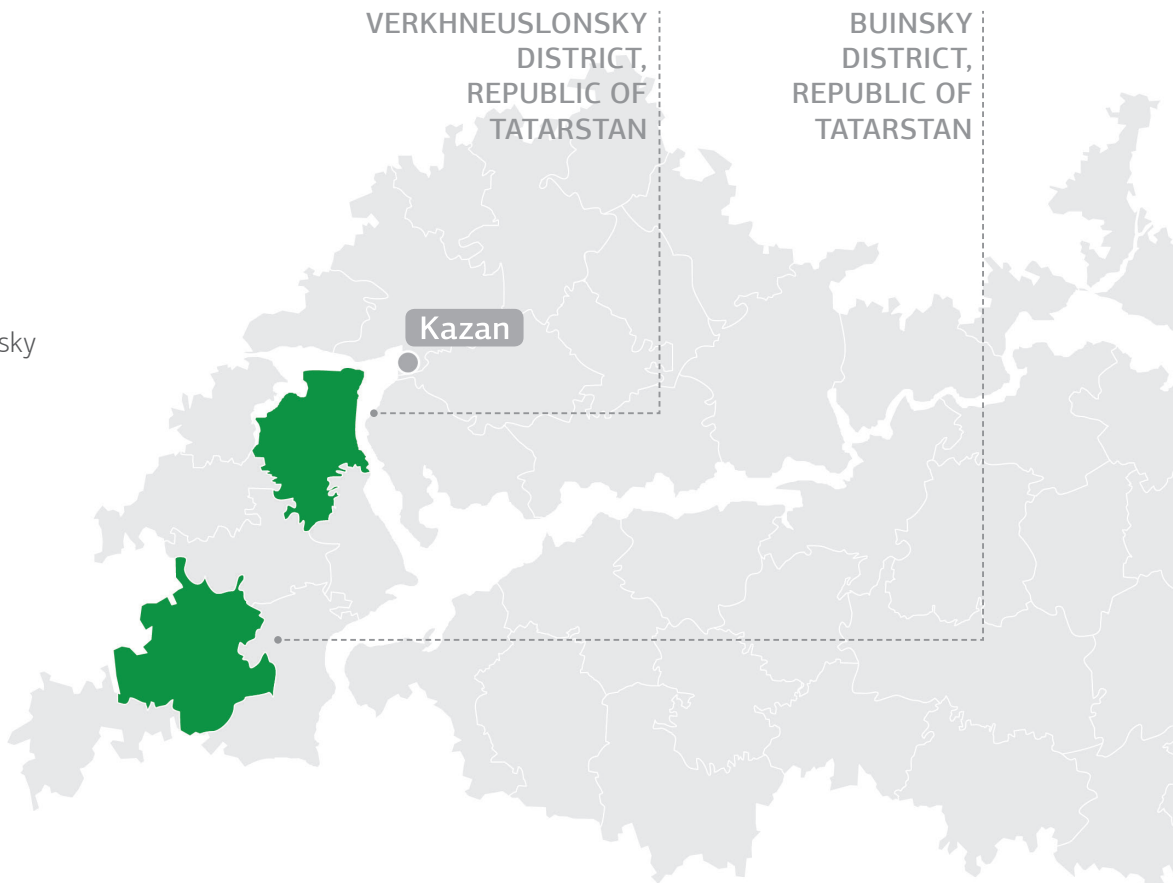 VERKHNEUSLONSKY
DISTRICT,
REPUBLIC OF
TATARSTAN
BUINSKY
DISTRICT,
REPUBLIC OF
TATARSTAN
Kazan
sky